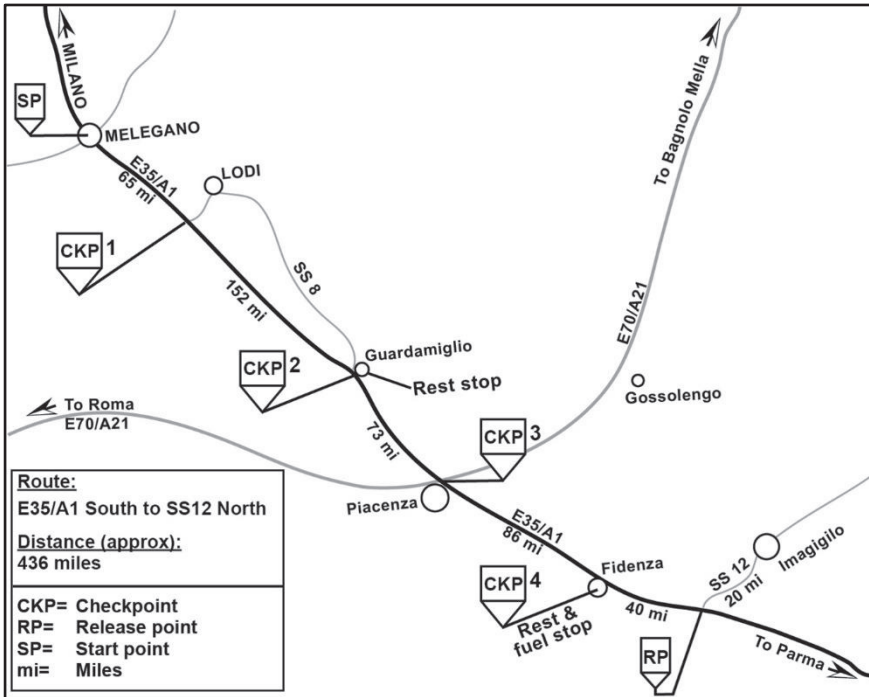 MILANO
SP
MELEGANO
E35/A1
65 mi
LODI
To Bagnolo Mella
CKP 1
SS 8
152 mi
E70/A21
CKP 2
Guardamiglio
Rest stop
Gossolengo
To Roma
E70/A21
73 mi
CKP 3
Piacenza
E35/A1
86 mi
Fidenza
CKP 4
Rest &
fuel stop
40 mi
SS 12
20 mi
Imagigilo
RP
To Parma
Route:
E35/A1 South to SS12 North
Distance (approx):
436 miles
CKP= Checkpoint
RP= Release point
SP= Start point
mi= Miles